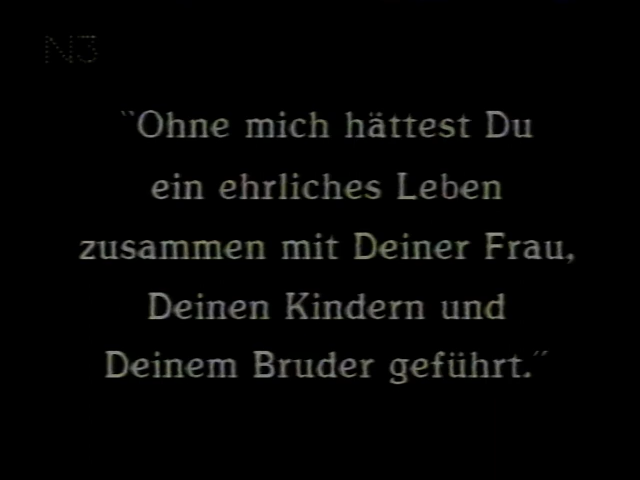 N3
"Ohne mich hättest Du
ein ehrliches Leben
zusammen mit Deiner Frau,
Deinen Kindern und
Deinem Bruder geführt."